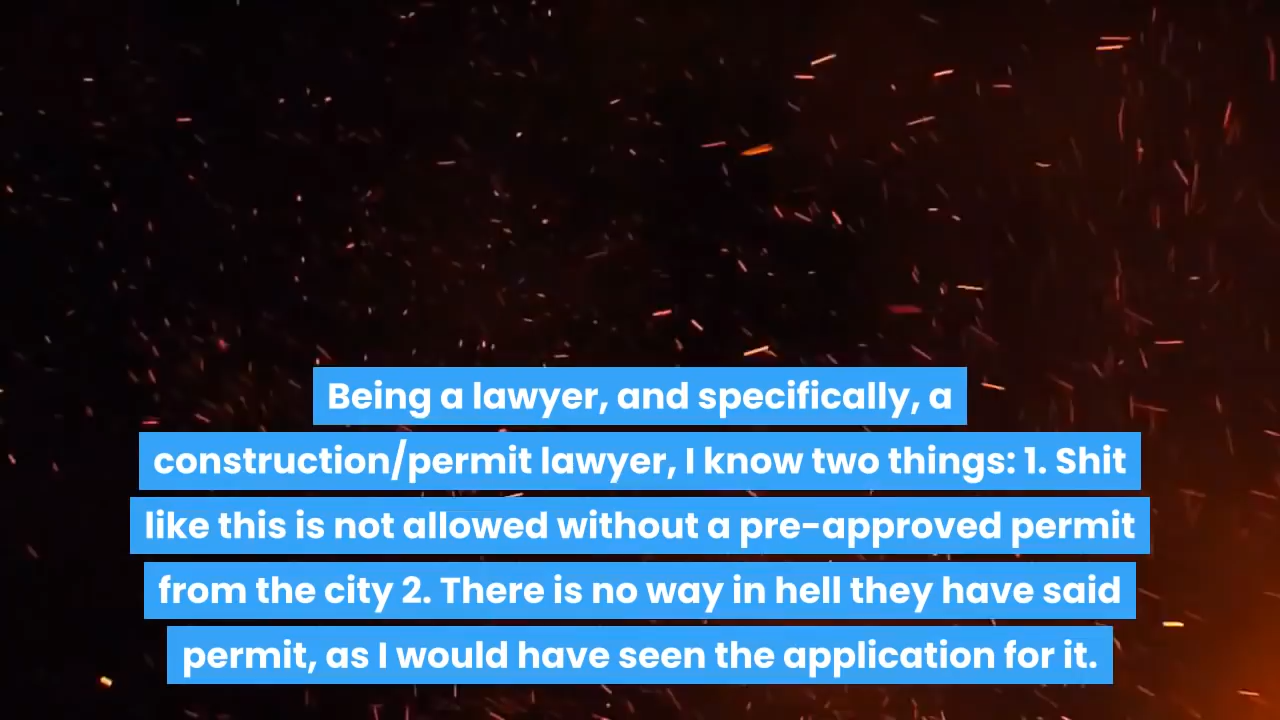 Being a lawyer, and specifically, a
construction/permit lawyer, I know two things: 1. Shit
like this is not allowed without a pre-approved permit
from the city 2. There is no way in hell they have said
permit, as I would have seen the application for it.